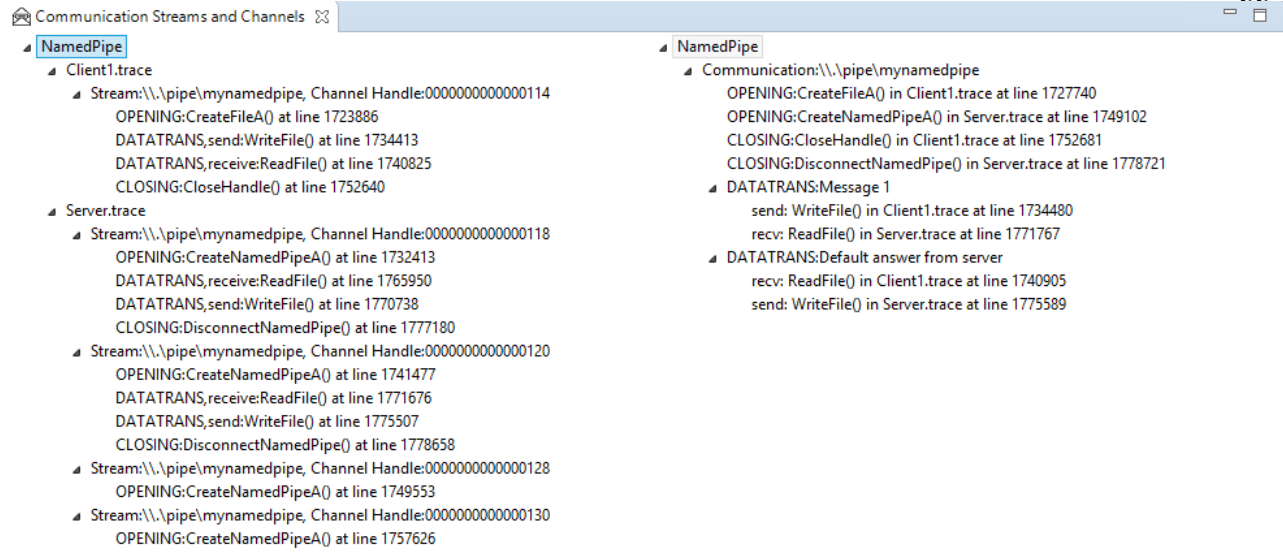 Communication Streams and Channels
NamedPipe
Client1.trace
Stream:\\.\pipe\mynamedpipe, Channel Handle:0000000000000114
OPENING:CreateFileA() at line 1723886
DATATRANS,send:WriteFile() at line 1734413
DATATRANS,receive:ReadFile() at line 1740825
CLOSING:CloseHandle() at line 1752640
Server.trace
Stream:\\.\pipe\mynamedpipe, Channel Handle:0000000000000118
OPENING:CreateNamedPipeA() at line 1732413
DATATRANS,receive:ReadFile() at line 1765950
DATATRANS,send:WriteFile() at line 1770738
CLOSING:DisconnectNamedPipe() at line 1777180
Stream:\\.\pipe\mynamedpipe, Channel Handle:0000000000000120
OPENING:CreateNamedPipeA() at line 1741477
DATATRANS,receive:ReadFile() at line 1771676
DATATRANS,send:WriteFile() at line 1775507
CLOSING:DisconnectNamedPipe() at line 1778658
Stream:\\.\pipe\mynamedpipe, Channel Handle:0000000000000128
OPENING:CreateNamedPipeA() at line 1749553
Stream:\\.\pipe\mynamedpipe, Channel Handle:0000000000000130
OPENING:CreateNamedPipeA() at line 1757626
NamedPipe
Communication:\\.\pipe\mynamedpipe
OPENING:CreateFileA() in Client1.trace at line 1727740
OPENING:CreateNamedPipeA() in Server.trace at line 1749102
CLOSING:CloseHandle() in Client1.trace at line 1752681
CLOSING:DisconnectNamedPipe() in Server.trace at line 1778721
DATATRANS:Message 1
send: WriteFile() in Client1.trace at line 1734480
recv: ReadFile() in Server.trace at line 1771767
DATATRANS:Default answer from server
recv: ReadFile() in Client1.trace at line 1740905
send: WriteFile() in Server.trace at line 1775589